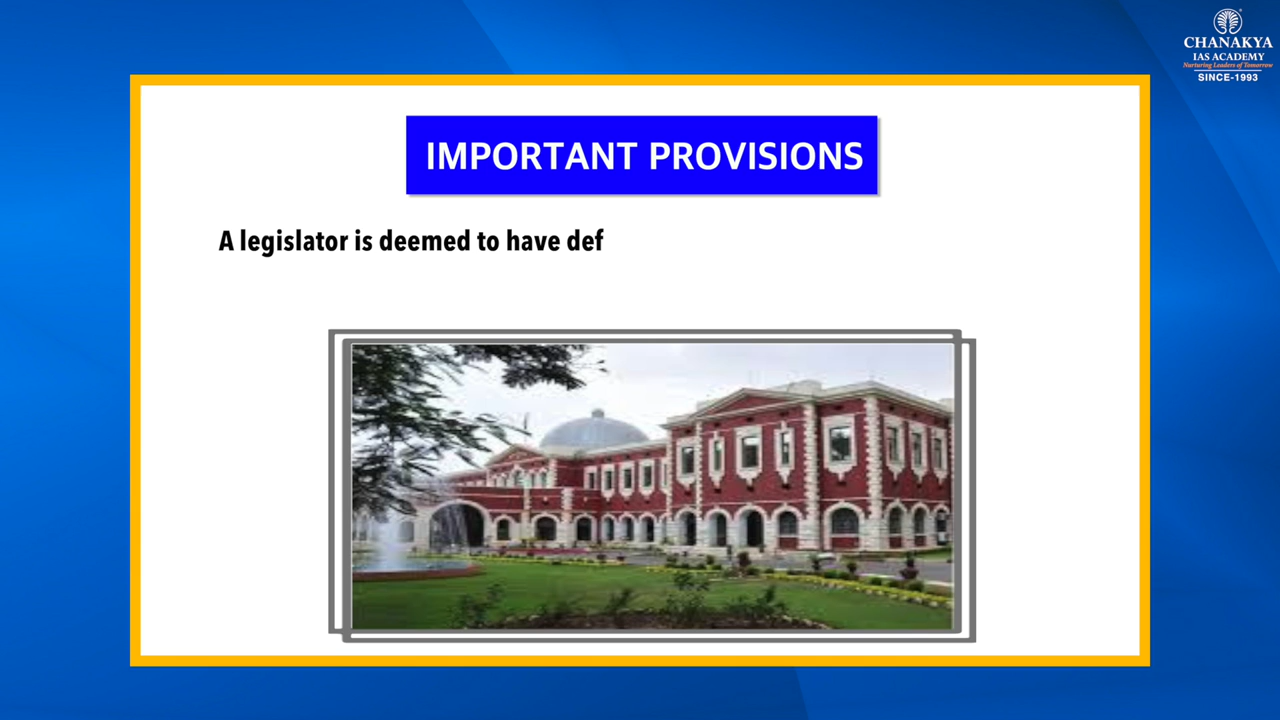 CHANAKYA
IAS ACADEMY
Nurturing Leaders of Tomorrow
SINCE-1993
IMPORTANT PROVISIONS
A legislator is deemed to have def